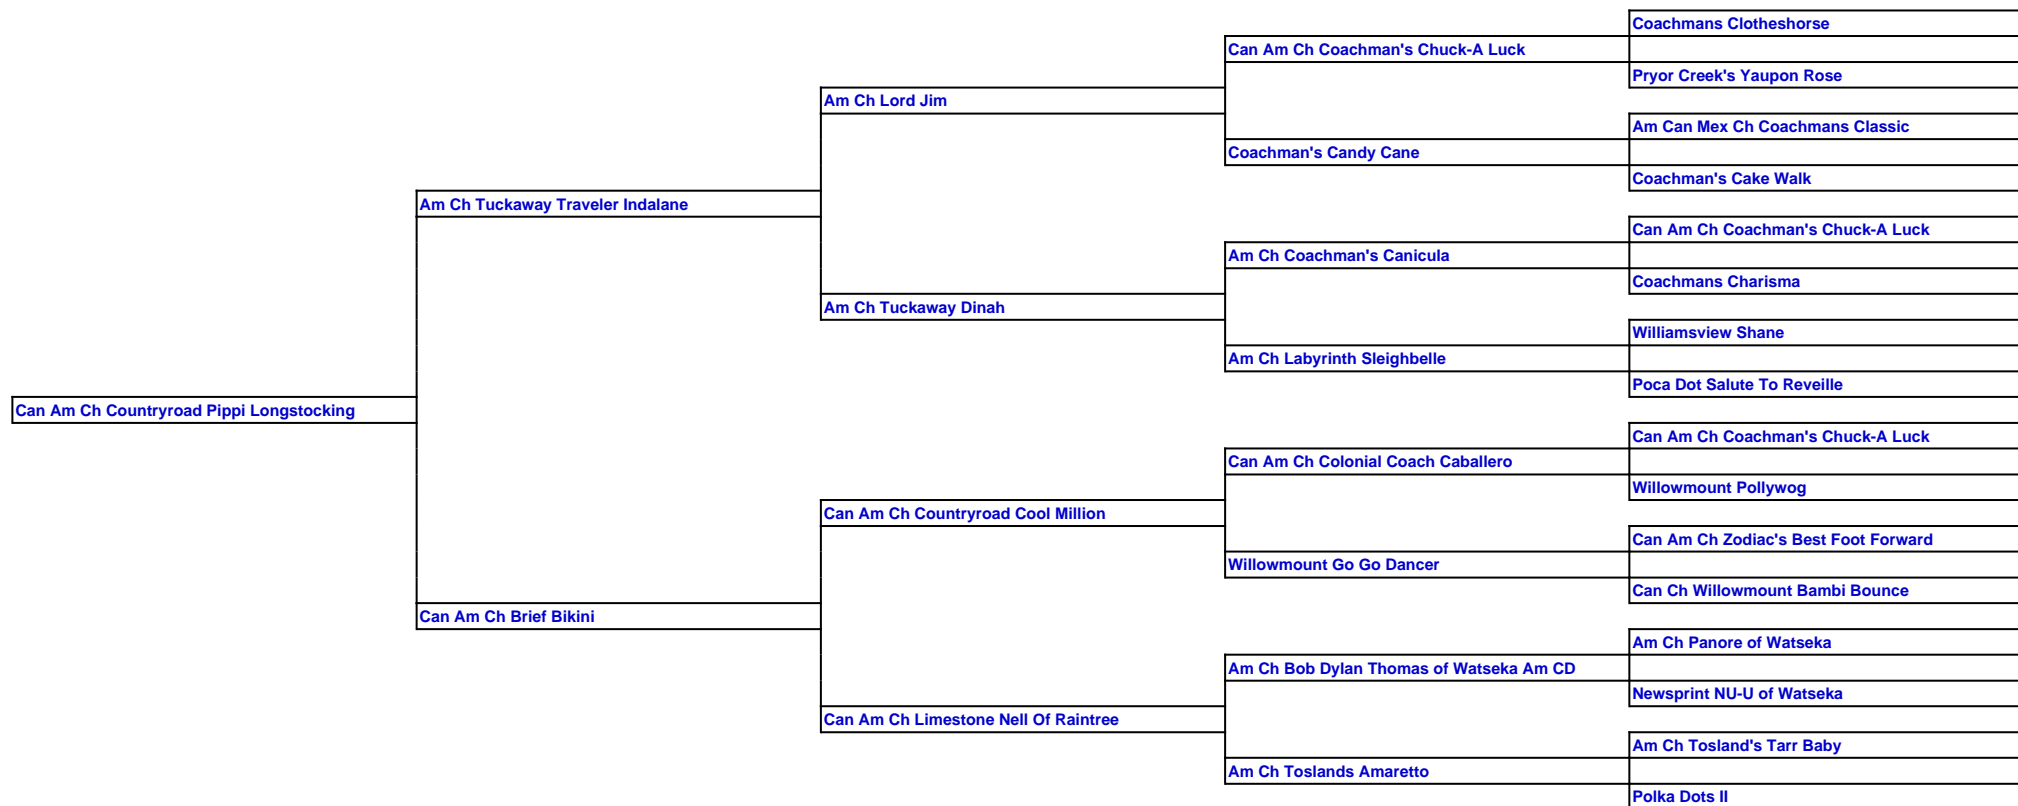 Coachmans Clotheshorse
Can Am Ch Coachman's Chuck-A Luck
Pryor Creek's Yaupon Rose
Am Ch Lord Jim
Am Can Mex Ch Coachmans Classic
Coachman's Candy Cane
Coachman's Cake Walk
Am Ch Tuckaway Traveler Indalane
Can Am Ch Coachman's Chuck-A Luck
Am Ch Coachman's Canicula
Coachmans Charisma
Am Ch Tuckaway Dinah
Williamsview Shane
Am Ch Labyrinth Sleighbelle
Poca Dot Salute To Reveille
Can Am Ch Countryroad Pippi Longstocking
Can Am Ch Coachman's Chuck-A Luck
Can Am Ch Colonial Coach Caballero
Willowmount Pollywog
Can Am Ch Countryroad Cool Million
Can Am Ch Zodiac's Best Foot Forward
Willowmount Go Go Dancer
Can Ch Willowmount Bambi Bounce
Can Am Ch Brief Bikini
Am Ch Panore of Watseka
Am Ch Bob Dylan Thomas of Watseka Am CD
Newsprint NU-U of Watseka
Can Am Ch Limestone Nell Of Raintree
Am Ch Tosland's Tarr Baby
Am Ch Toslands Amaretto
Polka Dots II